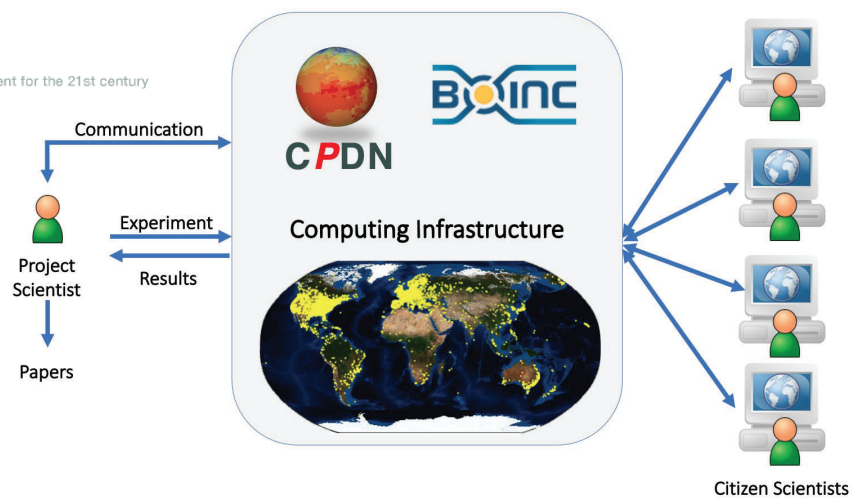 ent for the 21st century
Communication
CPDN
BOINC
Experiment
Computing Infrastructure
Project
Scientist
Results
Papers
Citizen Scientists